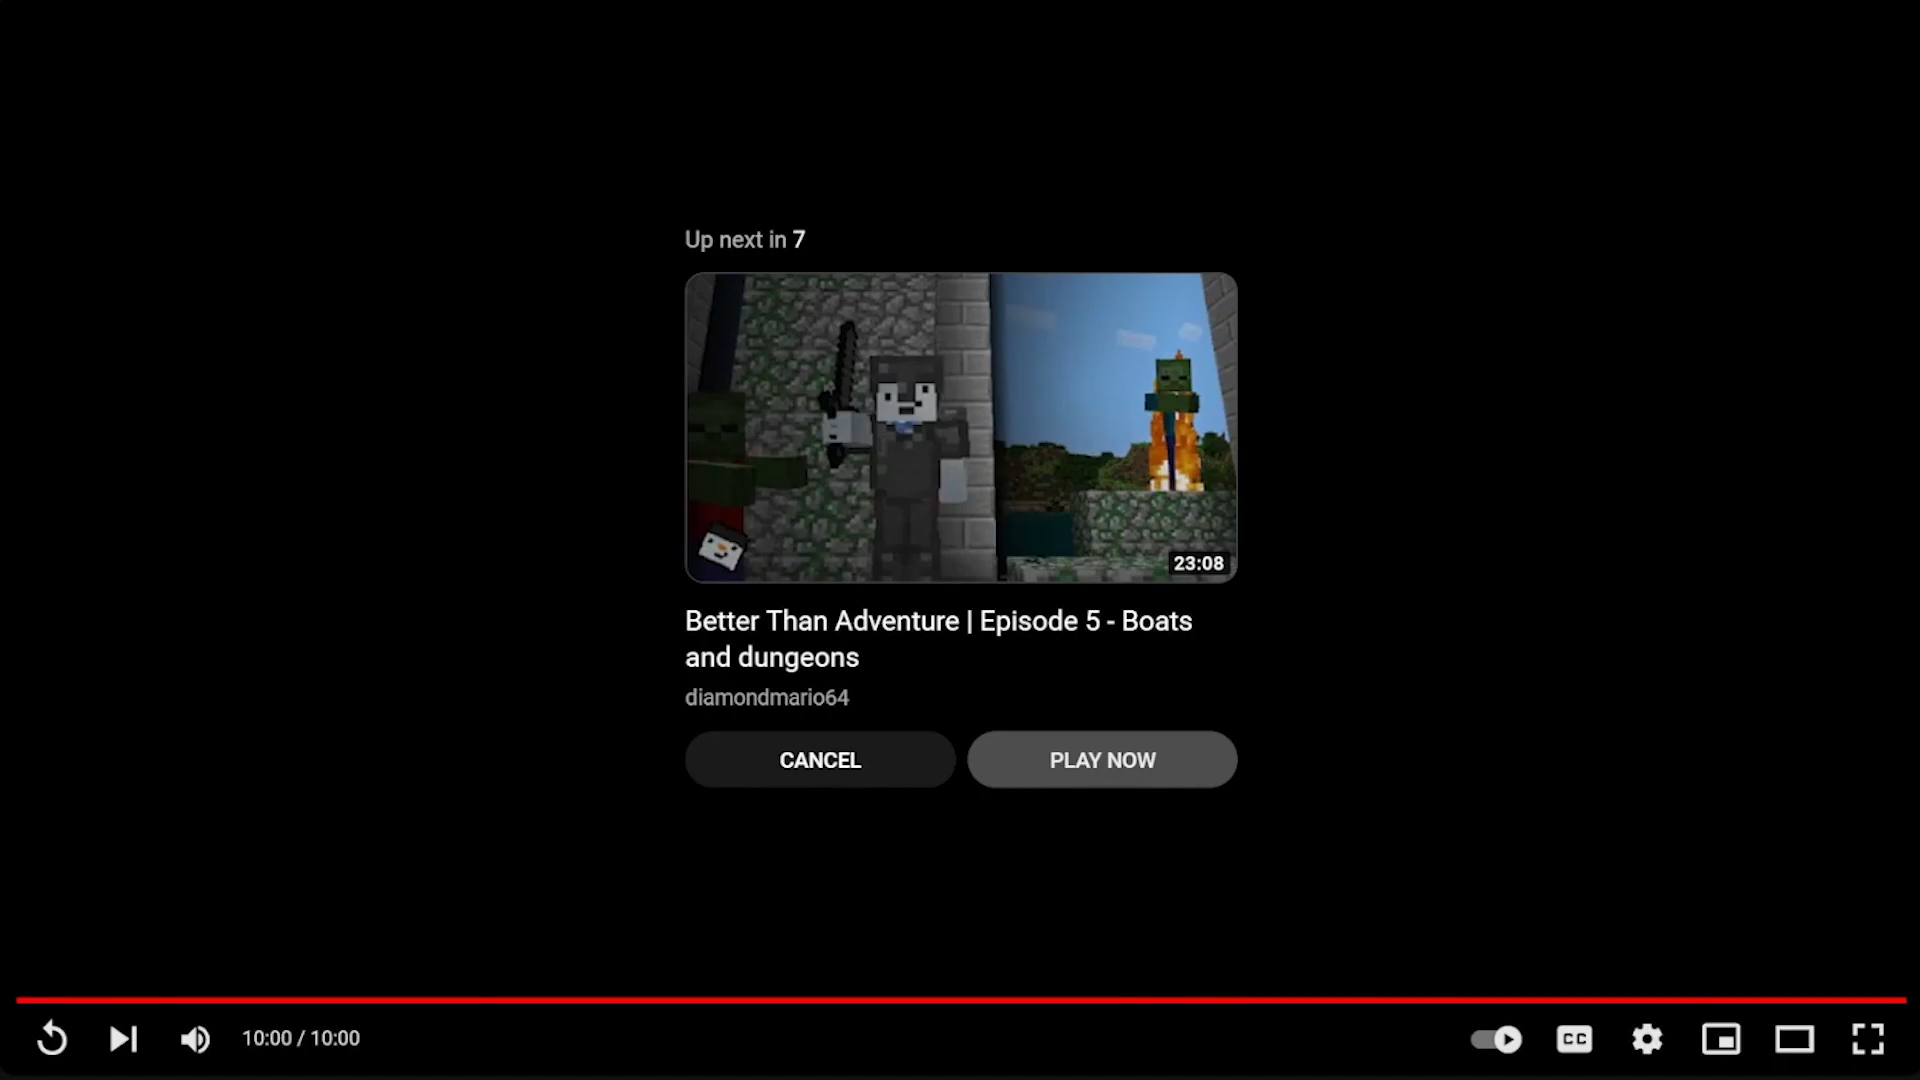 Up next in 7
23:08
Better Than Adventure | Episode 5 - Boats
and dungeons
diamondmario64
CANCEL
PLAY NOW
10:00 / 10:00
CC